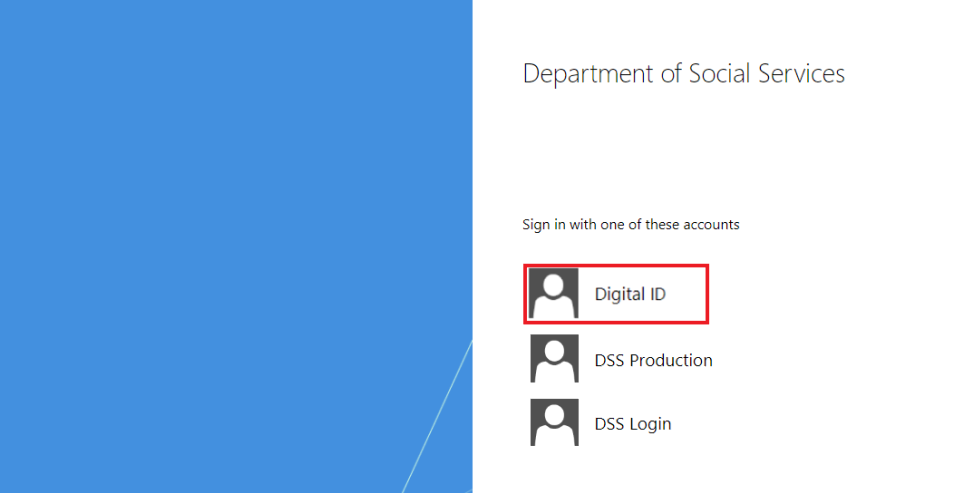 Department of Social Services
Sign in with one of these accounts
Digital ID
DSS Production
DSS Login